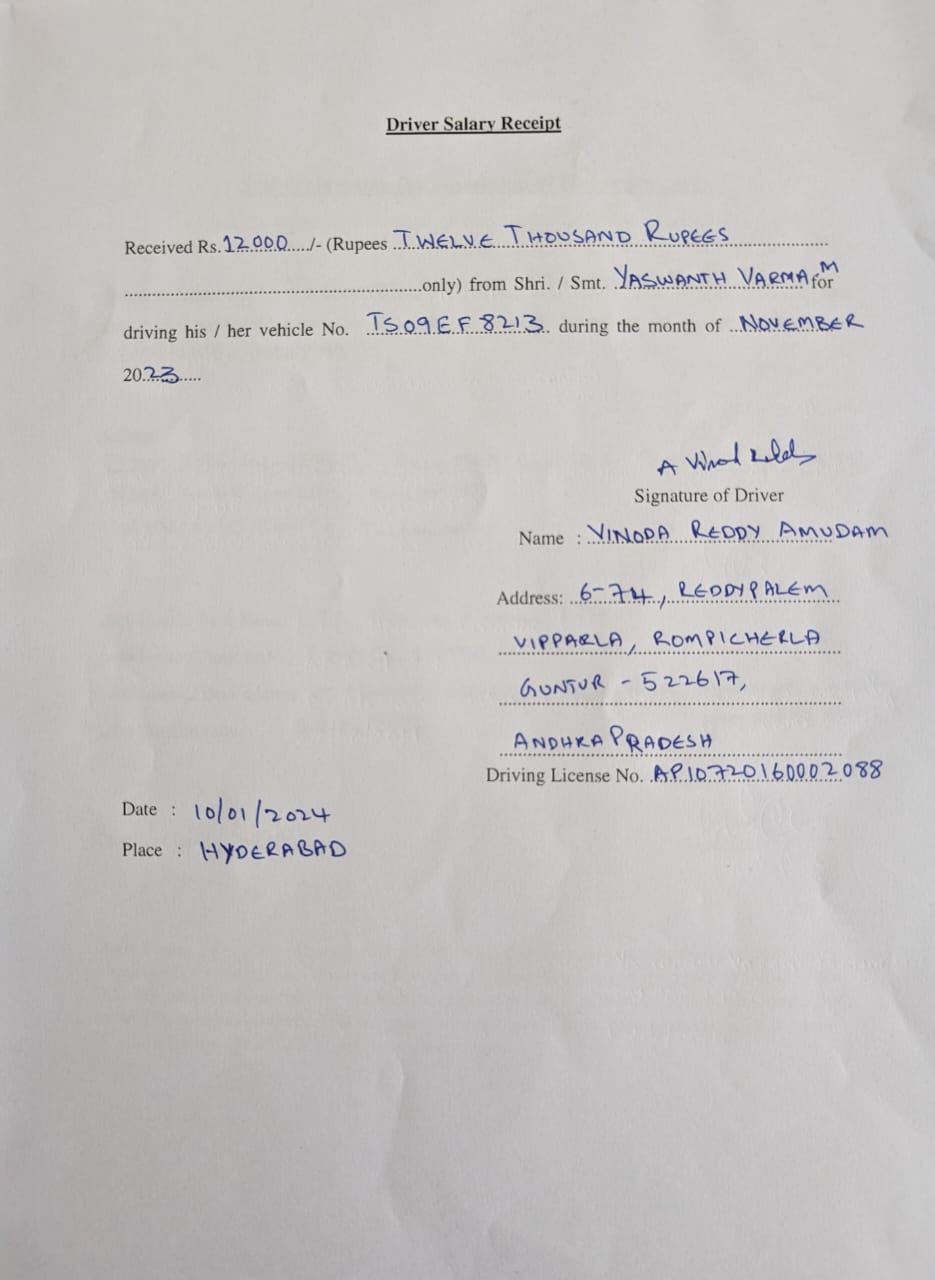 Driver Salary Receipt
Received Rs.12000...../- (Rupees ..TWELVE THOUSAND RUPEES........................
......................................................................only) from Shri. / Smt. YASWANTH VARMA M for
driving his / her vehicle No. ..TS09EF8213.. during the month of ..NOVEMBER
20..23.....
A Vinod Reddy
Signature of Driver
Name : ..VINODA REDDY AMUDAM
Address: ..6-74, REDDYPALEM
VIPPARLA, ROMPICHERLA
GUNTUR - 522617,
ANDHRA PRADESH
Driving License No. AP10720160002088
Date : 10/01/2024
Place : HYDERABAD